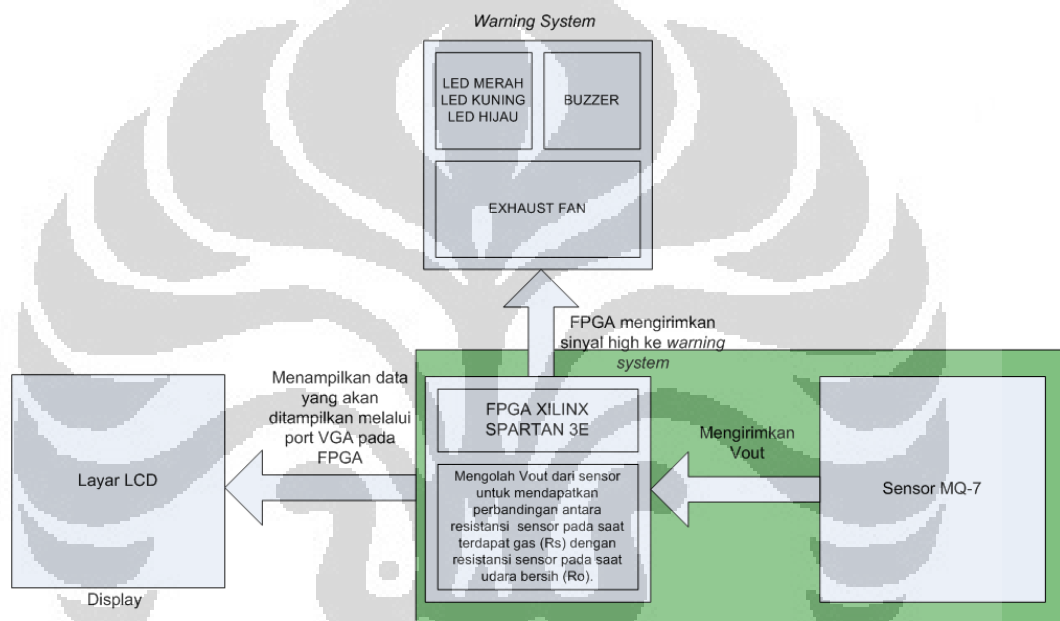 Warning System
LED MERAH
LED KUNING
LED HIJAU
BUZZER
EXHAUST FAN
FPGA mengirimkan
sinyal high ke warning
system
Menampilkan data
yang akan
ditampilkan melalui
port VGA pada
FPGA
Layar LCD
Display
FPGA XILINX
SPARTAN 3E
Mengolah Vout dari sensor
untuk mendapatkan
perbandingan antara
resistansi sensor pada saat
terdapat gas (Rs) dengan
resistansi sensor pada saat
udara bersih (Ro).
Mengirimkan
Vout
Sensor MQ-7